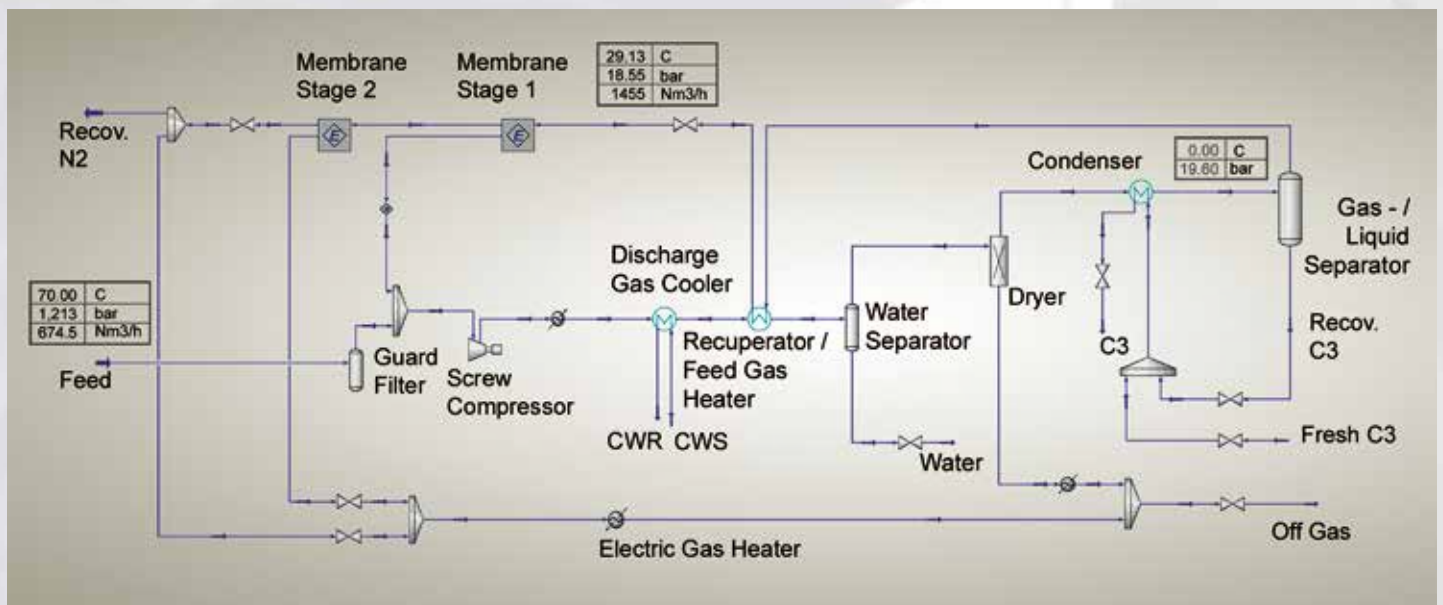 Membrane
Stage 2
Membrane
Stage 1
29.13 C
18.55 bar
1455 Nm3/h
Recov.
N2
Condenser
0.00 C
19.60 bar
Gas - /
Liquid
Separator
Discharge
Gas Cooler
Dryer
70.00 C
1,213 bar
674.5 Nm3/h
Feed
Guard
Filter
Screw
Compressor
Recuperator /
Feed Gas
Heater
Water
Separator
C3
Recov.
C3
CWR CWS
Water
Fresh C3
Electric Gas Heater
Off Gas
E
E